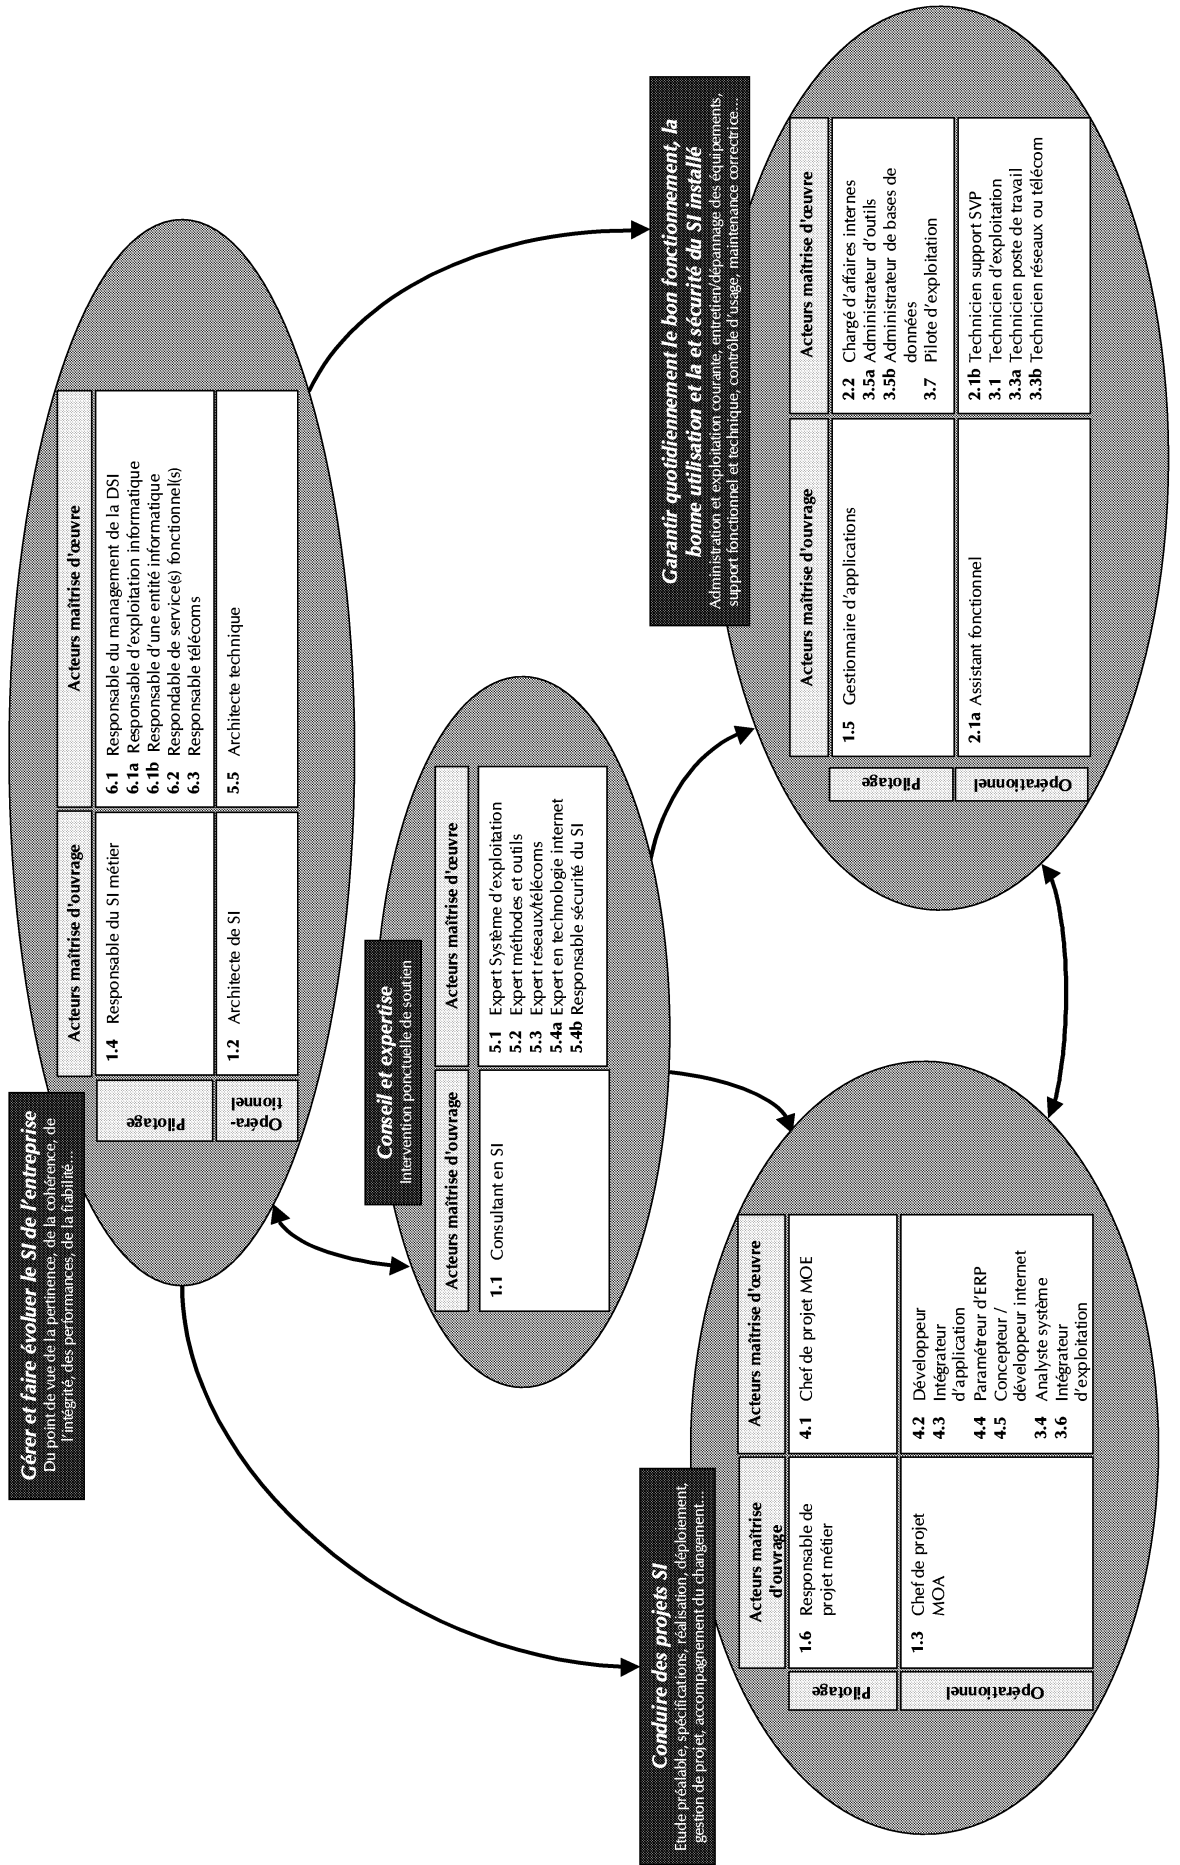 Gérer et faire évoluer le SI de l'entreprise
Du point de vue de la pertinence, de la cohérence, de
l'intégrité, des performances, de la fiabilité...
Acteurs maîtrise d'ouvrage
Acteurs maîtrise d'œuvre
Pilotage
1.4 Responsable du SI métier
6.1 Responsable du management de la DSI
6.1a Responsable d'exploitation informatique
6.1b Responsable d'une entité informatique
6.2 Respondable de service(s) fonctionnel(s)
6.3 Responsable télécoms
Opéra-
tionnel
1.2 Architecte de SI
5.5 Architecte technique
Conseil et expertise
Intervention ponctuelle de soutien
Acteurs maîtrise d'ouvrage
Acteurs maîtrise d'œuvre
1.1 Consultant en SI
5.1 Expert Système d'exploitation
5.2 Expert méthodes et outils
5.3 Expert réseaux/télécoms
5.4a Expert en technologie internet
5.4b Responsable sécurité du SI
Conduire des projets SI
Etude préalable, spécifications, réalisation, déploiement,
gestion de projet, accompagnement du changement...
Acteurs maîtrise
d'ouvrage
Acteurs maîtrise d'œuvre
Pilotage
1.6 Responsable de
projet métier
4.1 Chef de projet MOE
Opérationnel
1.3 Chef de projet
MOA
4.2 Développeur
4.3 Intégrateur
d'application
4.4 Paramétreur d'ERP
4.5 Concepteur /
développeur internet
3.4 Analyste système
3.6 Intégrateur
d'exploitation
Garantir quotidiennement le bon fonctionnement, la
bonne utilisation et la et sécurité du SI installé
Administration et exploitation courante, entretien/dépannage des équipements,
support fonctionnel et technique, contrôle d'usage, maintenance correctrice...
Acteurs maîtrise d'ouvrage
Acteurs maîtrise d'œuvre
Pilotage
1.5 Gestionnaire d'applications
2.2 Chargé d'affaires internes
3.5a Administrateur d'outils
3.5b Administrateur de bases de
données
3.7 Pilote d'exploitation
Opérationnel
2.1a Assistant fonctionnel
2.1b Technicien support SVP
3.1 Technicien d'exploitation
3.3a Technicien poste de travail
3.3b Technicien réseaux ou télécom